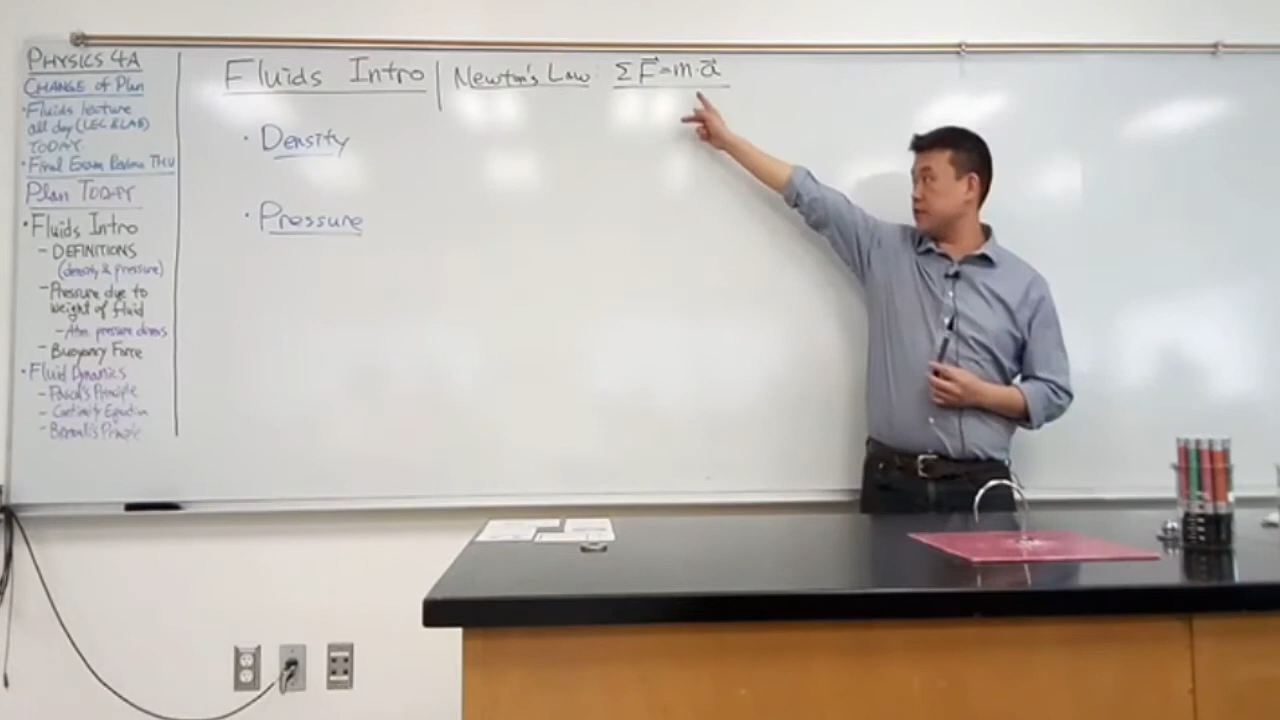 PHYSICS 4A
CHANGE of Plan
• Fluids lecture
all day (LEC & LAB)
TODAY
• Final Exam Review THU
Plan TODAY
• Fluids Intro
- DEFINITIONS
(density & pressure)
- Pressure due to
weight of fluid
- Atm. pressure demos
- Buoyancy Force
• Fluid Dynamics
- Pascal's Principle
- Continuity Equation
- Bernoulli's Principle
Fluids Intro | Newton's Law: Σ F⃗ = m · a⃗
• Density
• Pressure